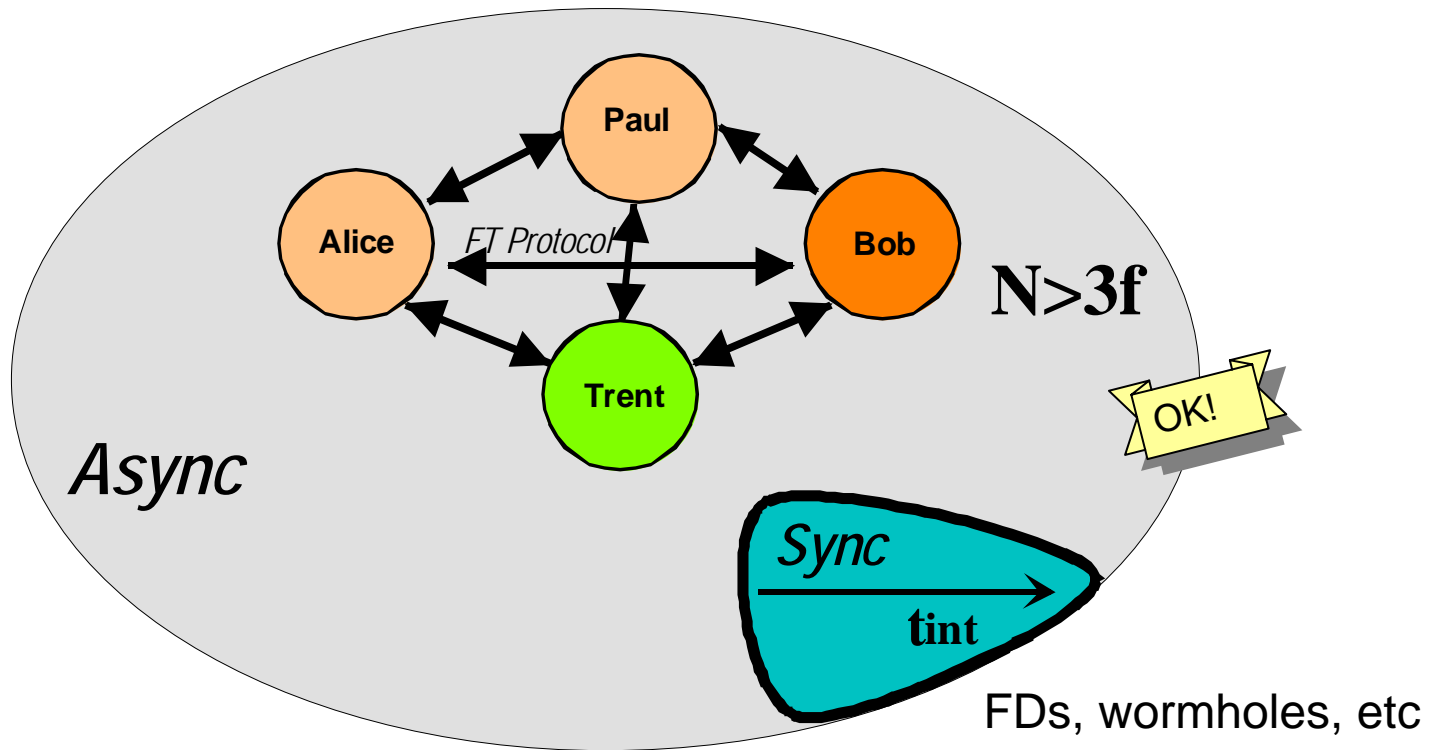 Paul
Alice
FT Protocol
Bob
N>3f
Trent
OK!
Async
Sync
tint
FDs, wormholes, etc